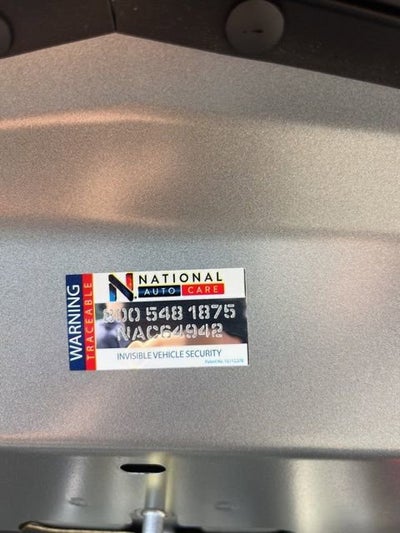 WARNING
TRACEABLE
NATIONAL
AUTO CARE
800 548 1875
NAC64942
INVISIBLE VEHICLE SECURITY